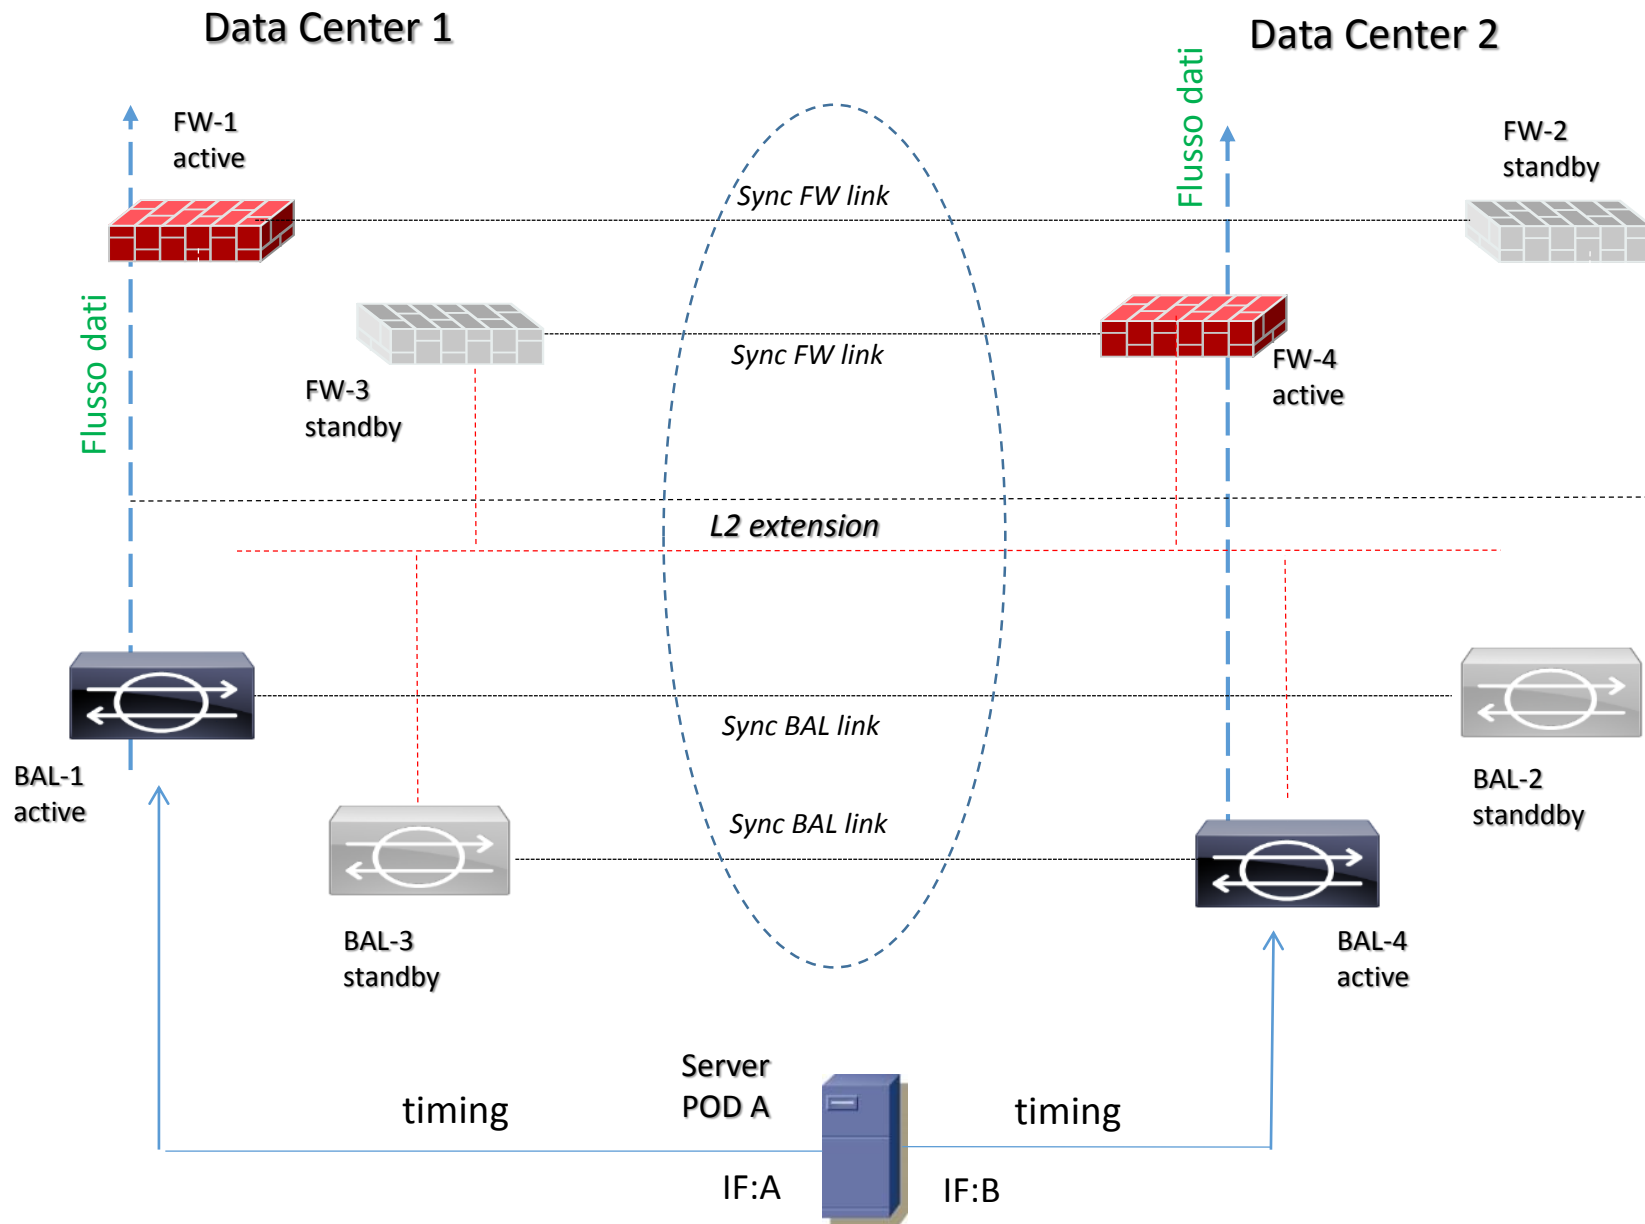 Data Center 1
Data Center 2
Flusso dati
FW-1
active
FW-2
standby
Sync FW link
Flusso dati
Sync FW link
FW-3
standby
FW-4
active
L2 extension
Sync BAL link
BAL-1
active
BAL-2
standdby
Sync BAL link
BAL-3
standby
BAL-4
active
Server
POD A
timing
timing
IF:A
IF:B